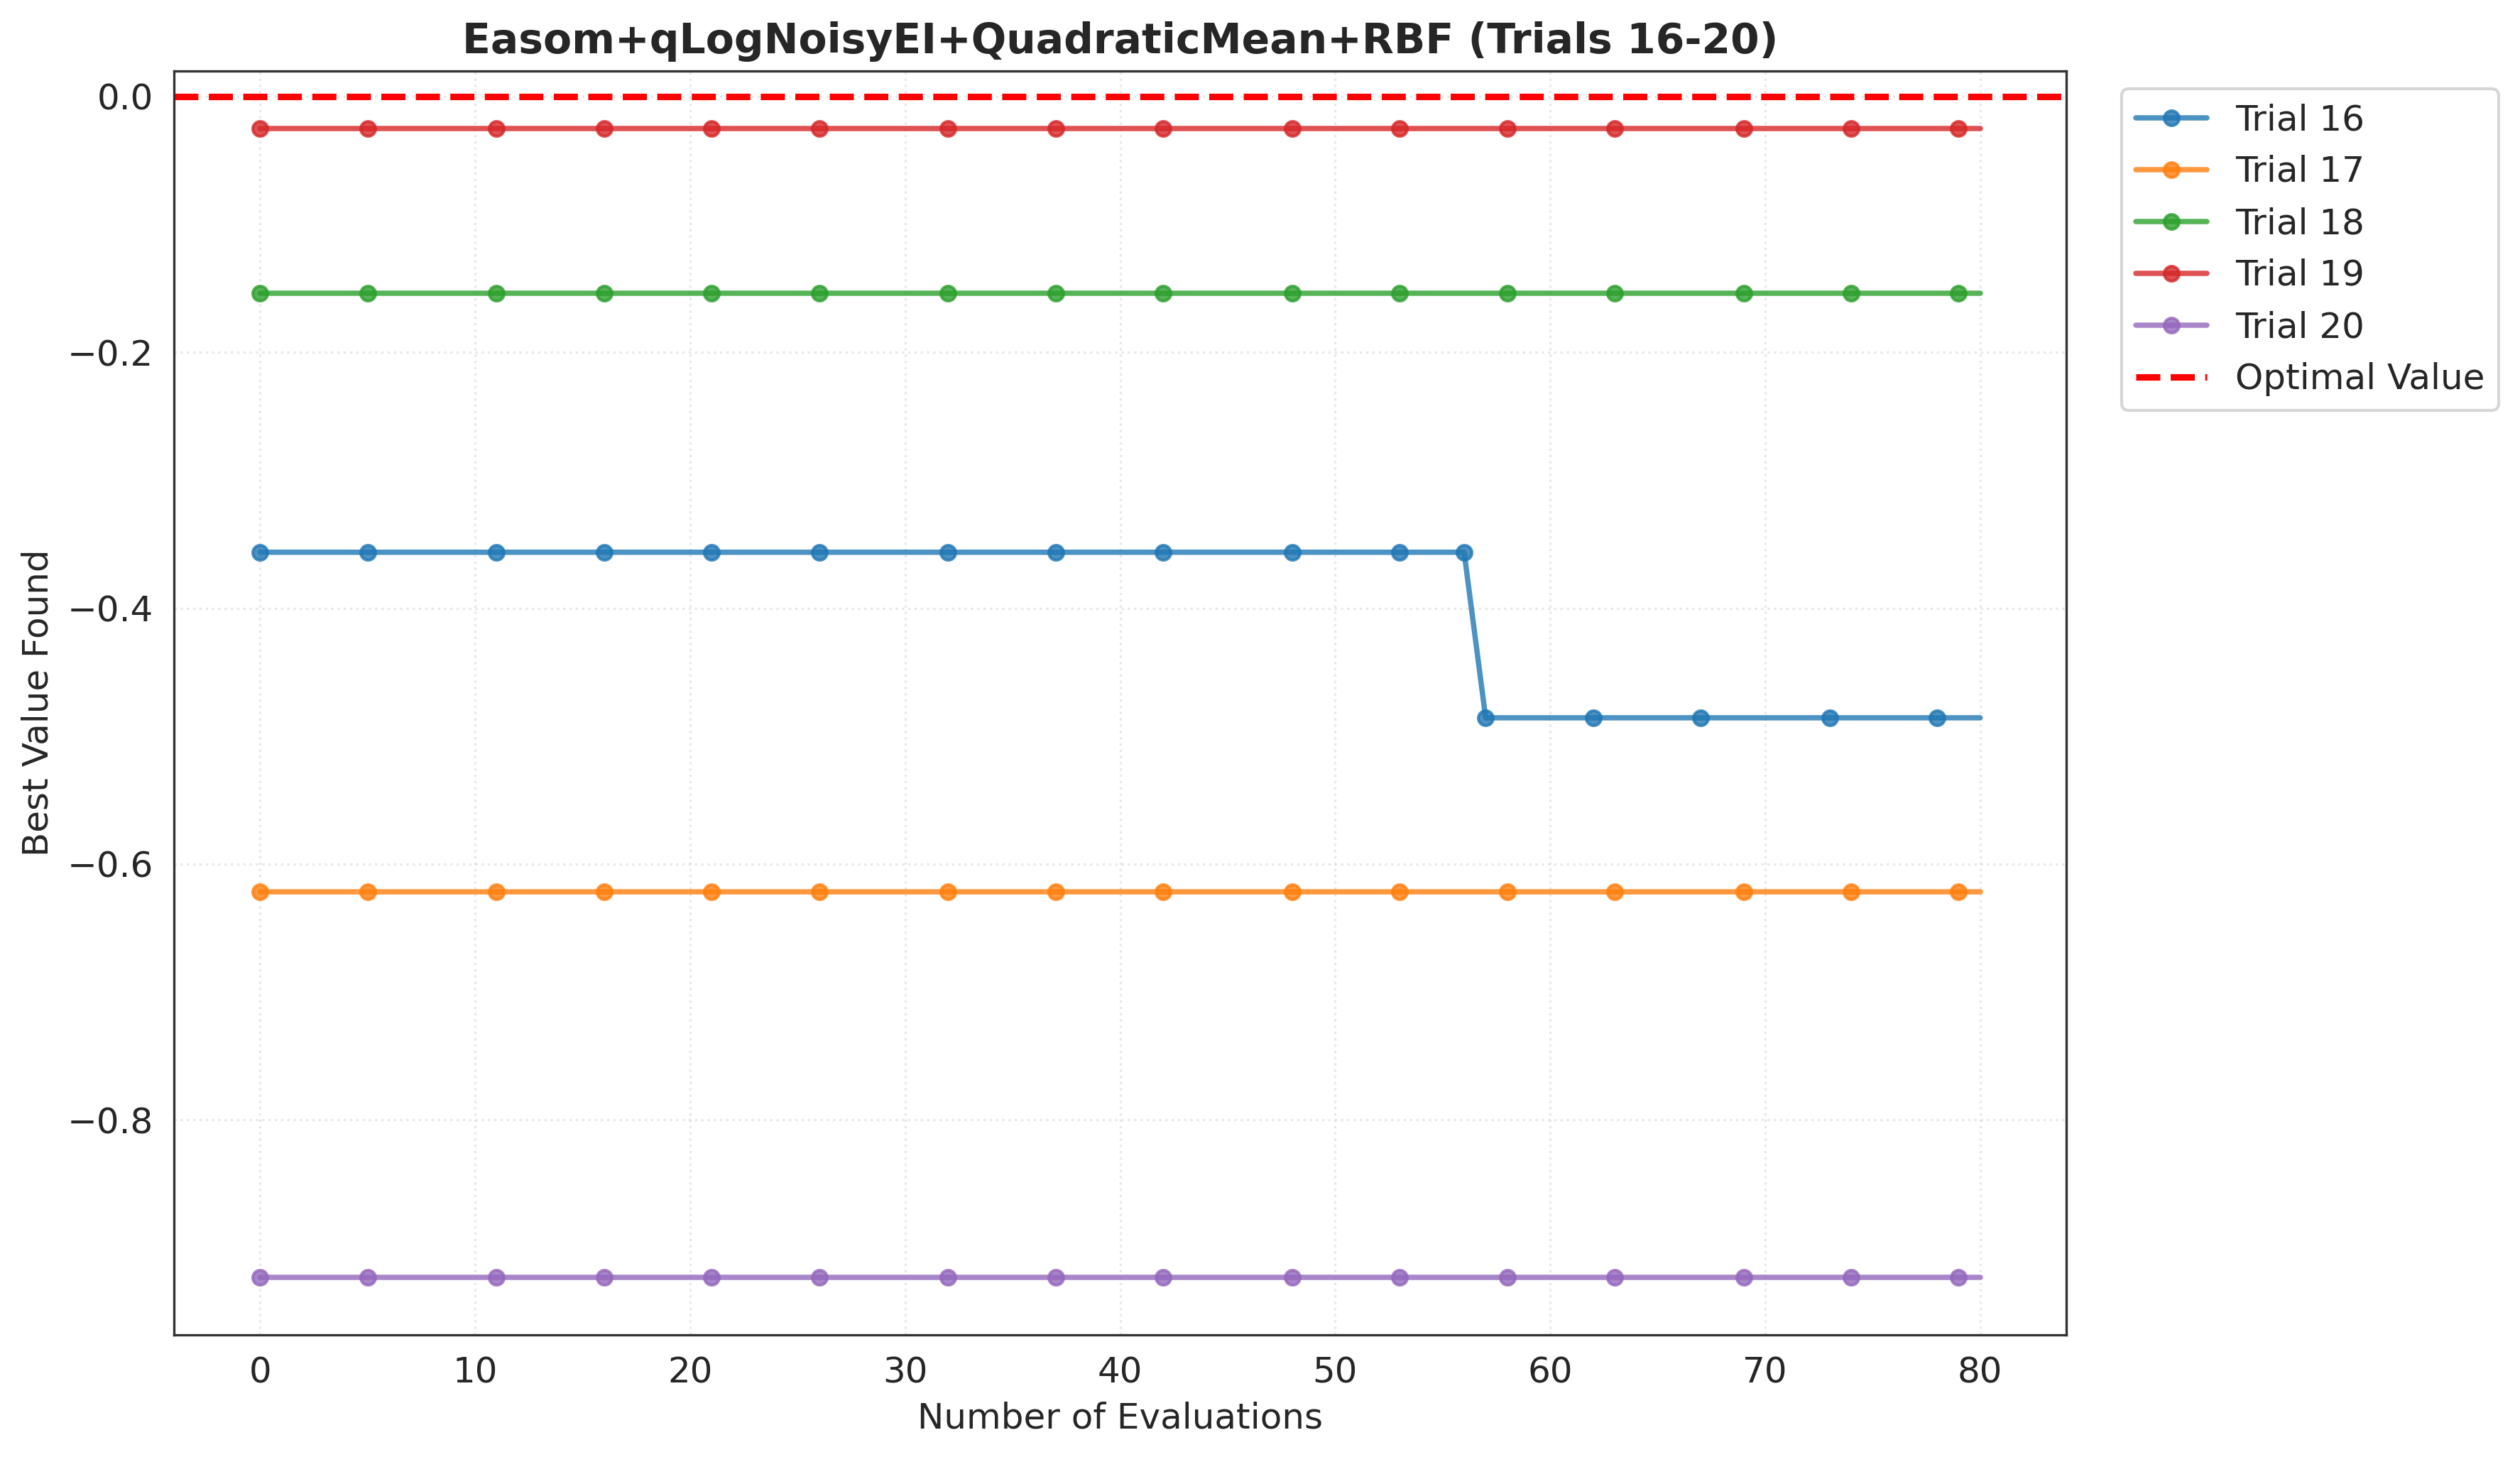 Easom+qLogNoisyEI+QuadraticMean+RBF (Trials 16-20)
0.0
−0.2
−0.4
−0.6
−0.8
Best Value Found
0 10 20 30 40 50 60 70 80
Number of Evaluations
Trial 16
Trial 17
Trial 18
Trial 19
Trial 20
Optimal Value